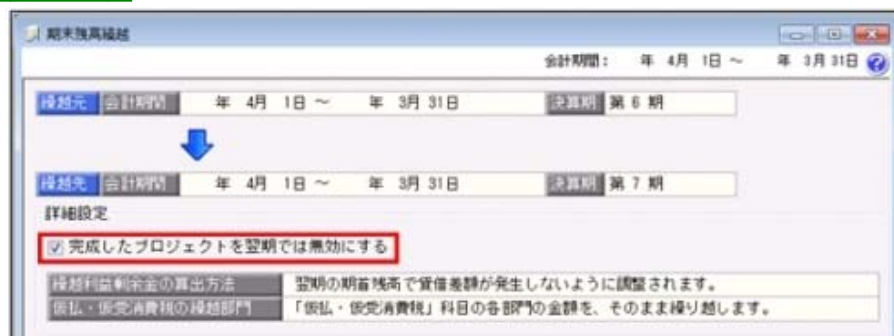 期末残高繰越
会計期間： 年 4月 1日 ～ 年 3月 31日
繰越元 会計期間 年 4月 1日 ～ 年 3月 31日 決算期 第 6 期
繰越先 会計期間 年 4月 1日 ～ 年 3月 31日 決算期 第 7 期
詳細設定
完成したプロジェクトを翌期では無効にする
繰越利益剰余金の算出方法 翌期の期首残高で貸借差額が発生しないように調整されます。
仮払・仮受消費税の繰越部門 「仮払・仮受消費税」科目の各部門の金額を、そのまま繰り越します。